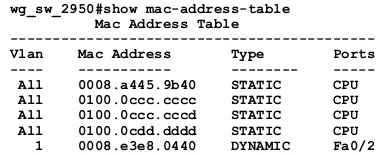 wg_sw_2950#show mac-address-table
Mac Address Table
-------------------------------------------
Vlan Mac Address Type Ports
---- ----------- -------- -----
All 0008.a445.9b40 STATIC CPU
All 0100.0ccc.cccc STATIC CPU
All 0100.0ccc.cccd STATIC CPU
All 0100.0cdd.dddd STATIC CPU
1 0008.e3e8.0440 DYNAMIC Fa0/2